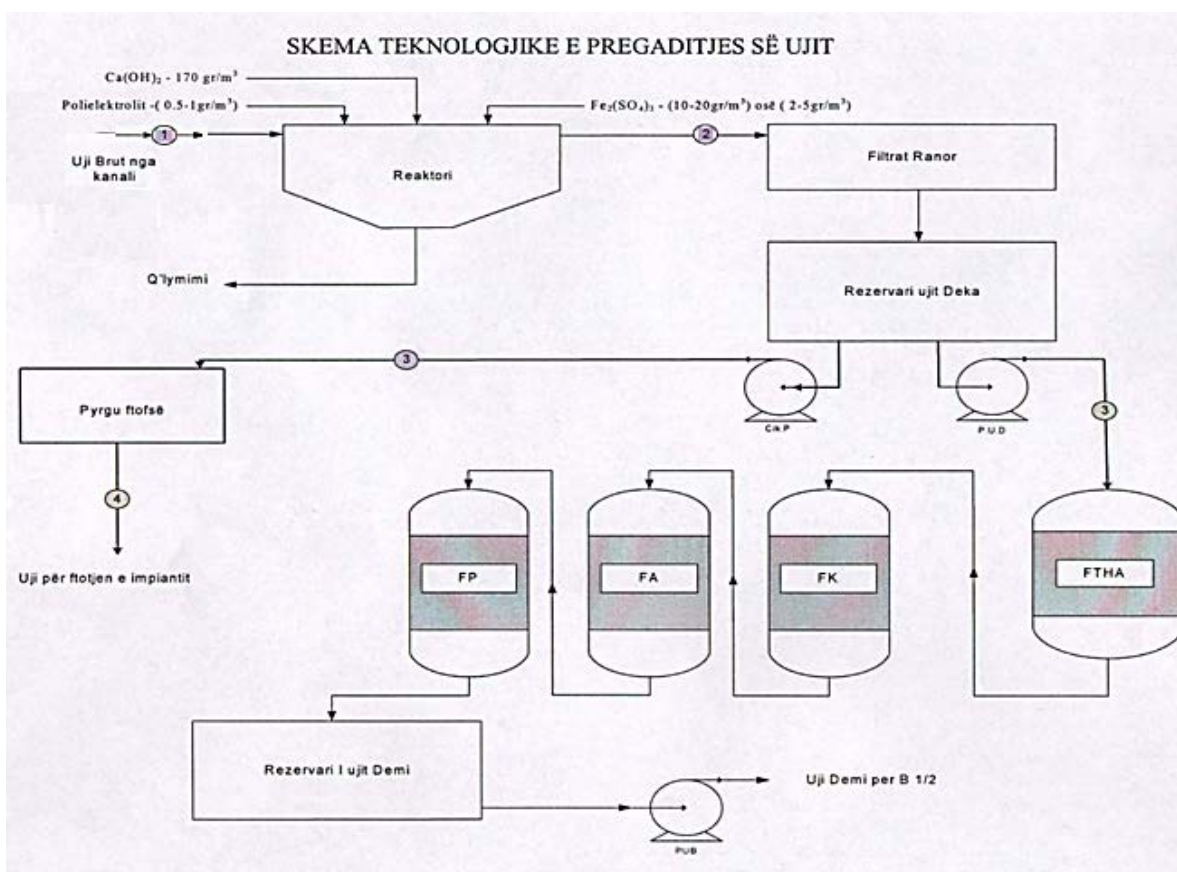 SKEMA TEKNOLOGJIKE E PREGADITJES SË UJIT
Ca(OH)₂ - 170 gr/m³
Polielektrolit -( 0.5-1gr/m³)
Fe₂(SO₄)₃ - (10-20gr/m³) osë ( 2-5gr/m³)
1
2
Uji Brut nga
kanali
Reaktori
Filtrat Ranor
Q'lymimi
Rezervari ujit Deka
3
Pyrgu ftofsë
Cir.P
P.U.D
3
4
Uji për ftotjen e impiantit
FP
FA
FK
FTHA
Rezervari I ujit Demi
Uji Demi per B 1/2
PUB